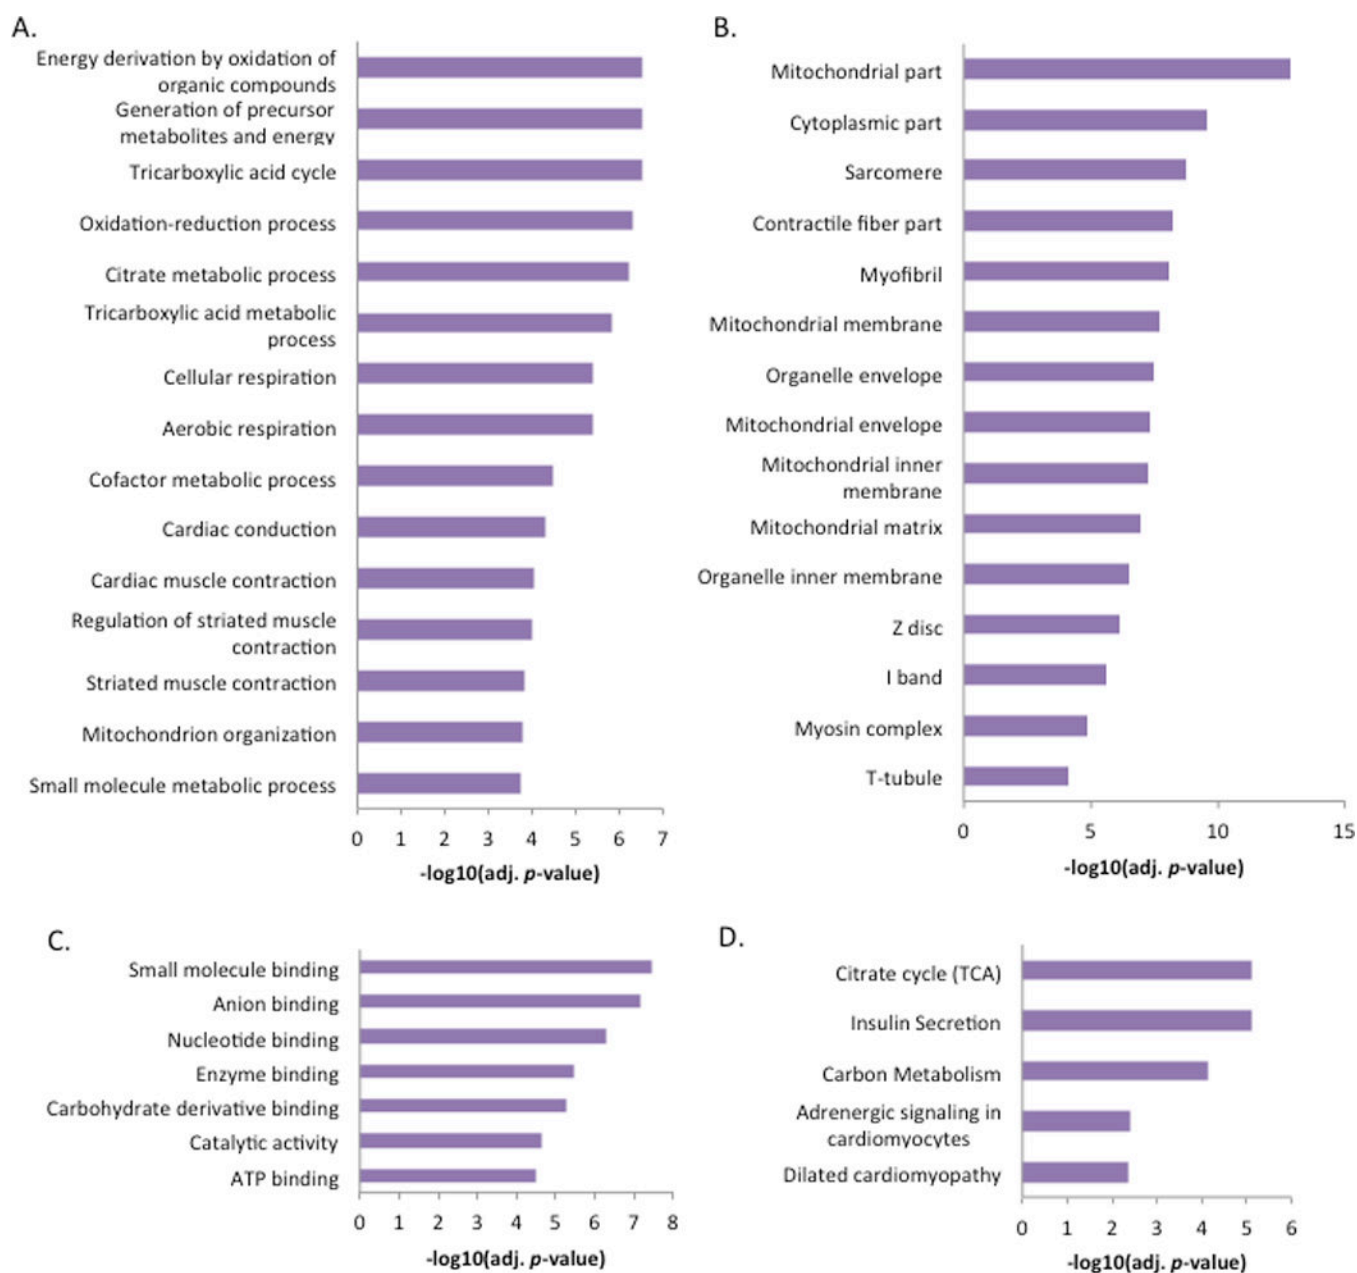 A.
Energy derivation by oxidation of
organic compounds
Generation of precursor
metabolites and energy
Tricarboxylic acid cycle
Oxidation-reduction process
Citrate metabolic process
Tricarboxylic acid metabolic
process
Cellular respiration
Aerobic respiration
Cofactor metabolic process
Cardiac conduction
Cardiac muscle contraction
Regulation of striated muscle
contraction
Striated muscle contraction
Mitochondrion organization
Small molecule metabolic process
0 1 2 3 4 5 6 7
-log10(adj. p-value)
B.
Mitochondrial part
Cytoplasmic part
Sarcomere
Contractile fiber part
Myofibril
Mitochondrial membrane
Organelle envelope
Mitochondrial envelope
Mitochondrial inner
membrane
Mitochondrial matrix
Organelle inner membrane
Z disc
I band
Myosin complex
T-tubule
0 5 10 15
-log10(adj. p-value)
C.
Small molecule binding
Anion binding
Nucleotide binding
Enzyme binding
Carbohydrate derivative binding
Catalytic activity
ATP binding
0 1 2 3 4 5 6 7 8
-log10(adj. p-value)
D.
Citrate cycle (TCA)
Insulin Secretion
Carbon Metabolism
Adrenergic signaling in
cardiomyocytes
Dilated cardiomyopathy
0 1 2 3 4 5 6
-log10(adj. p-value)